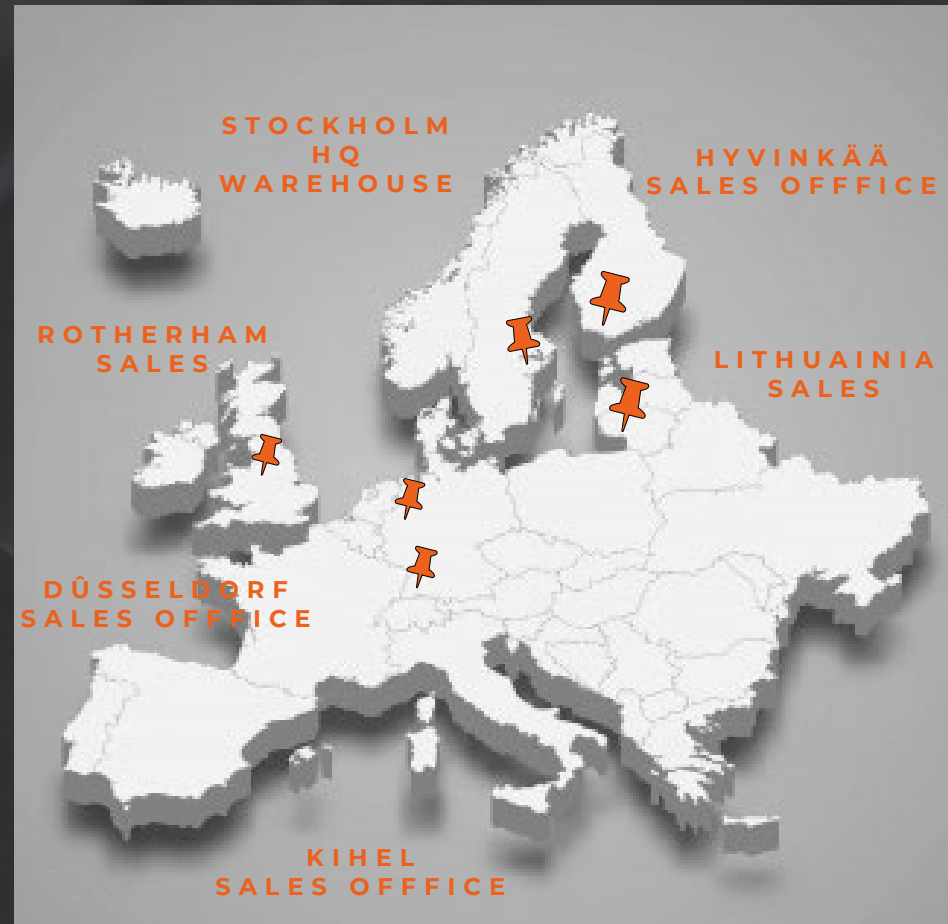 STOCKHOLM
HQ
WAREHOUSE
HYVINKÄÄ
SALES OFFFICE
ROTHERHAM
SALES
LITHUAINIA
SALES
DÛSSELDORF
SALES OFFFICE
KIHEL
SALES OFFFICE